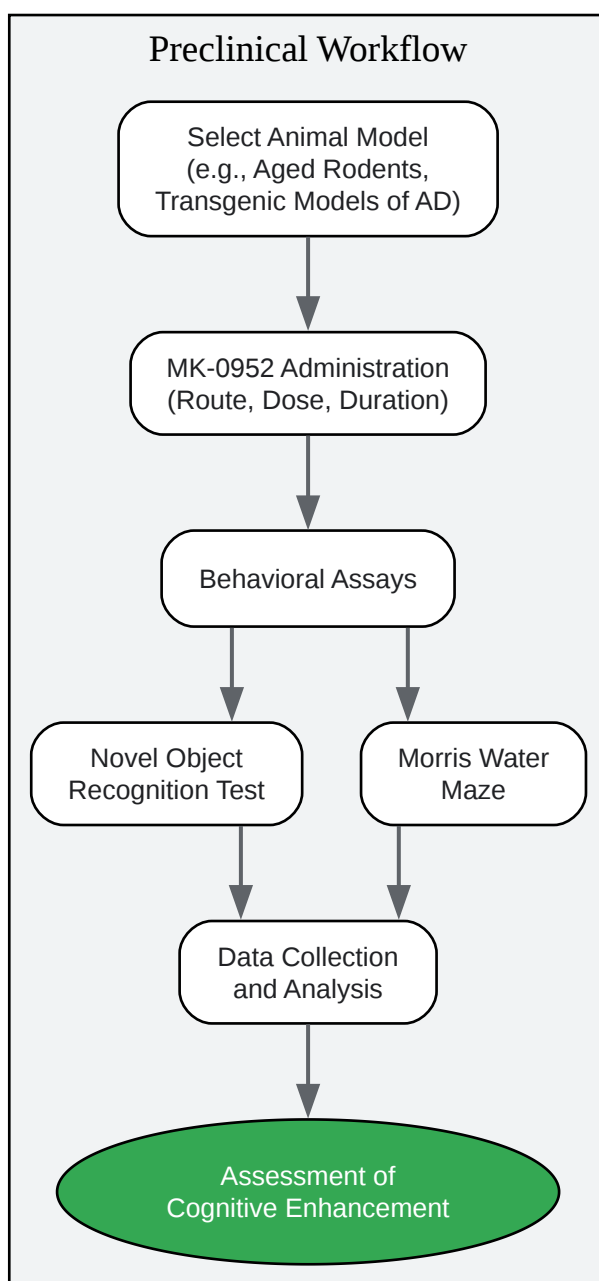 Preclinical Workflow
Select Animal Model
(e.g., Aged Rodents,
Transgenic Models of AD)
MK-0952 Administration
(Route, Dose, Duration)
Behavioral Assays
Novel Object
Recognition Test
Morris Water
Maze
Data Collection
and Analysis
Assessment of
Cognitive Enhancement